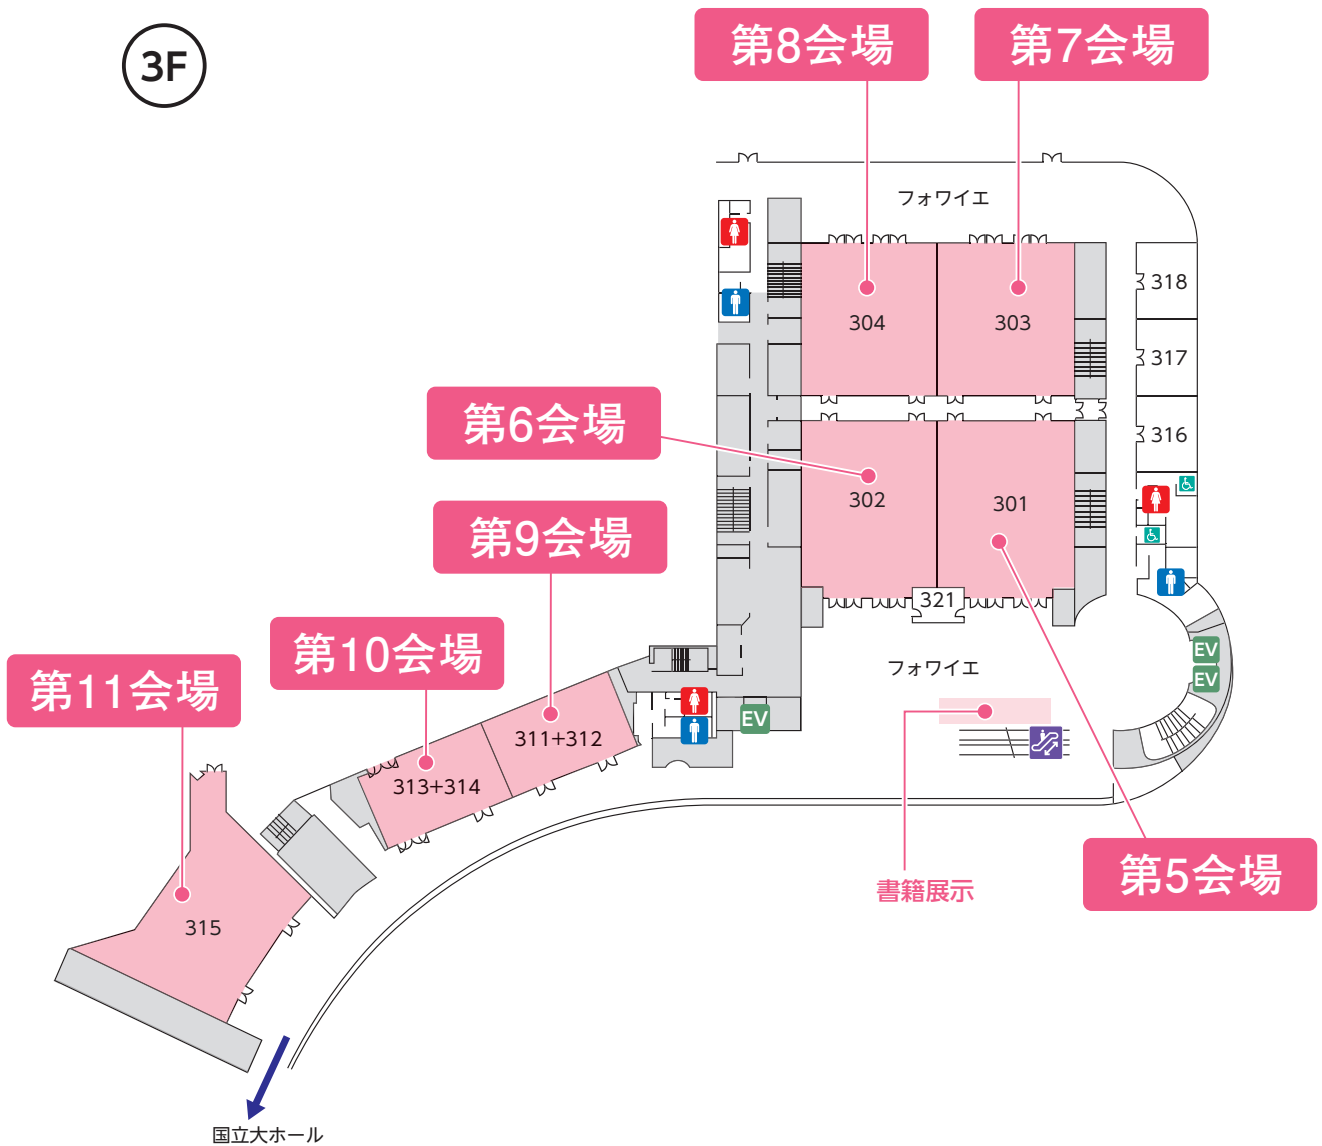 3F
第8会場
第7会場
フォワイエ
304
303
318
317
316
第6会場
302
301
第9会場
321
第10会場
フォワイエ
EV
EV
第11会場
311+312
EV
313+314
第5会場
書籍展示
315
国立大ホール